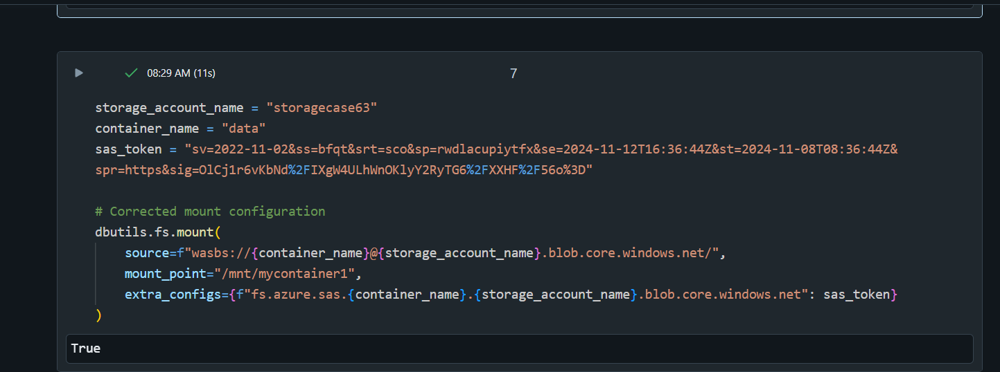 08:29 AM (11s)
7
storage_account_name = "storagecase63"
container_name = "data"
sas_token = "sv=2022-11-02&ss=bfqt&srt=sco&sp=rwdlacupiytfx&se=2024-11-12T16:36:44Z&st=2024-11-08T08:36:44Z&
spr=https&sig=OlCj1r6vKbNd%2FIXgW4ULhWnOKlyY2RyTG6%2FXXHF%2F56o%3D"
# Corrected mount configuration
dbutils.fs.mount(
    source=f"wasbs://{container_name}@{storage_account_name}.blob.core.windows.net/",
    mount_point="/mnt/mycontainer1",
    extra_configs={f"fs.azure.sas.{container_name}.{storage_account_name}.blob.core.windows.net": sas_token}
)
True